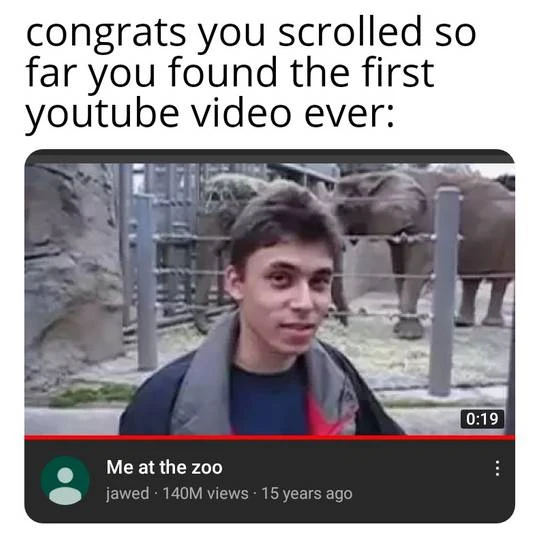 congrats you scrolled so
far you found the first
youtube video ever:
0:19
Me at the zoo
jawed · 140M views · 15 years ago